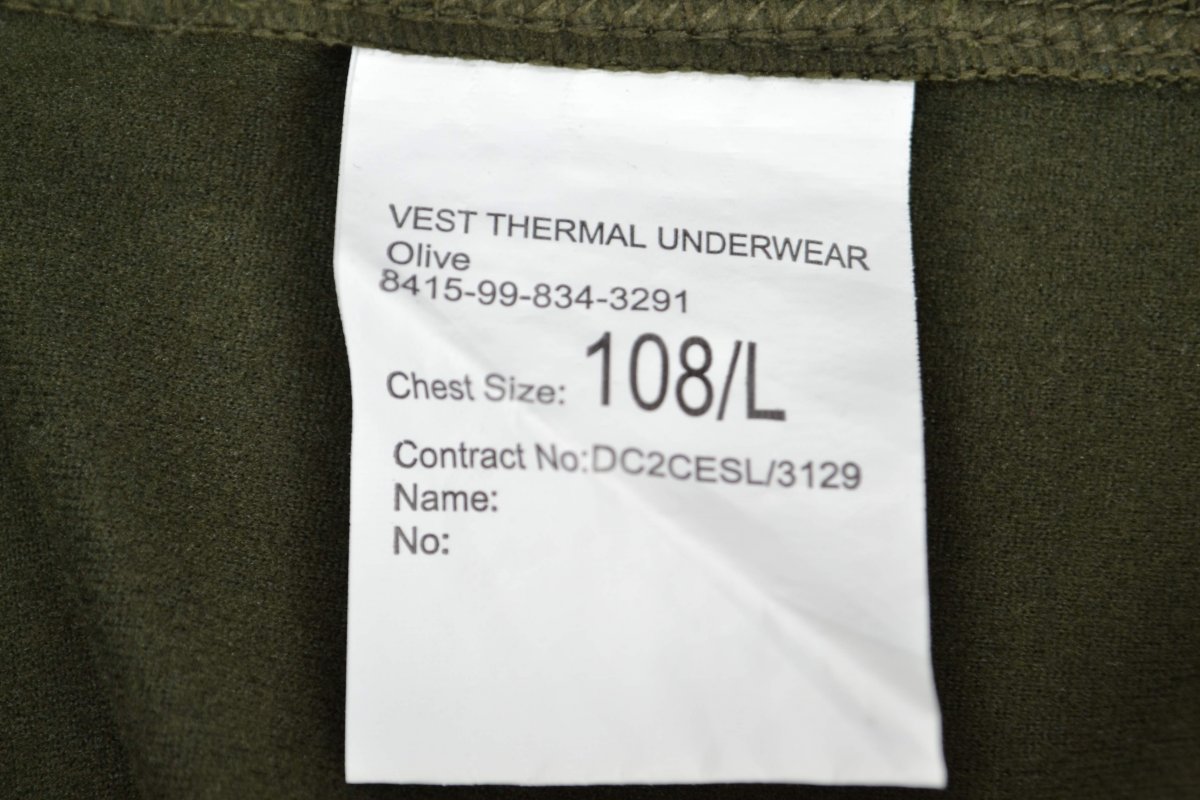 VEST THERMAL UNDERWEAR
Olive
8415-99-834-3291
Chest Size: 108/L
Contract No:DC2CESL/3129
Name:
No: